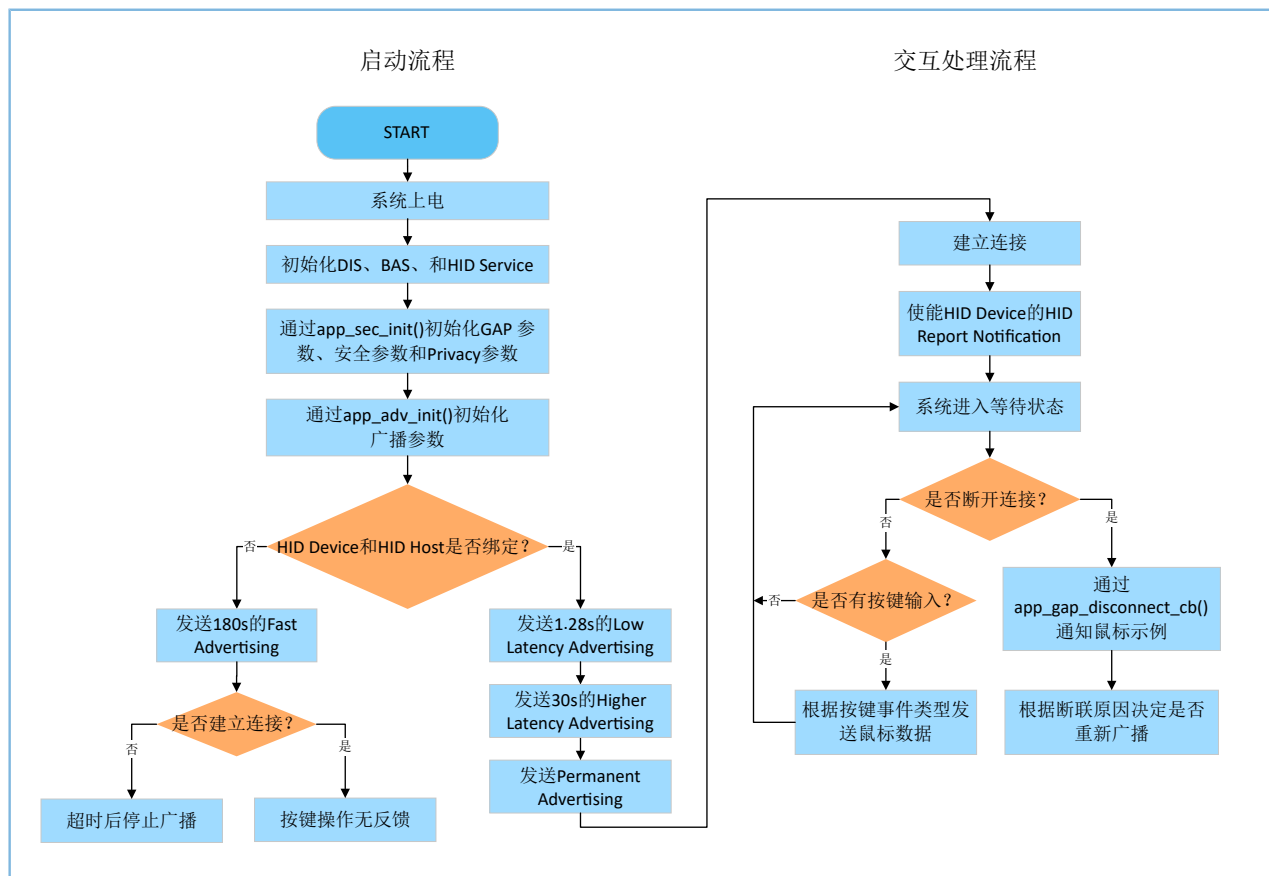 启动流程
START
系统上电
初始化DIS、BAS、和HID Service
通过app_sec_init()初始化GAP 参
数、安全参数和Privacy参数
通过app_adv_init()初始化
广播参数
HID Device和HID Host是否绑定？
否
是
发送180s的Fast
Advertising
是否建立连接？
否
是
超时后停止广播
按键操作无反馈
发送1.28s的Low
Latency Advertising
发送30s的Higher
Latency Advertising
发送Permanent
Advertising
交互处理流程
建立连接
使能HID Device的HID
Report Notification
系统进入等待状态
是否断开连接？
否
是
是否有按键输入？
否
是
根据按键事件类型发
送鼠标数据
通过
app_gap_disconnect_cb()
通知鼠标示例
根据断联原因决定是否
重新广播